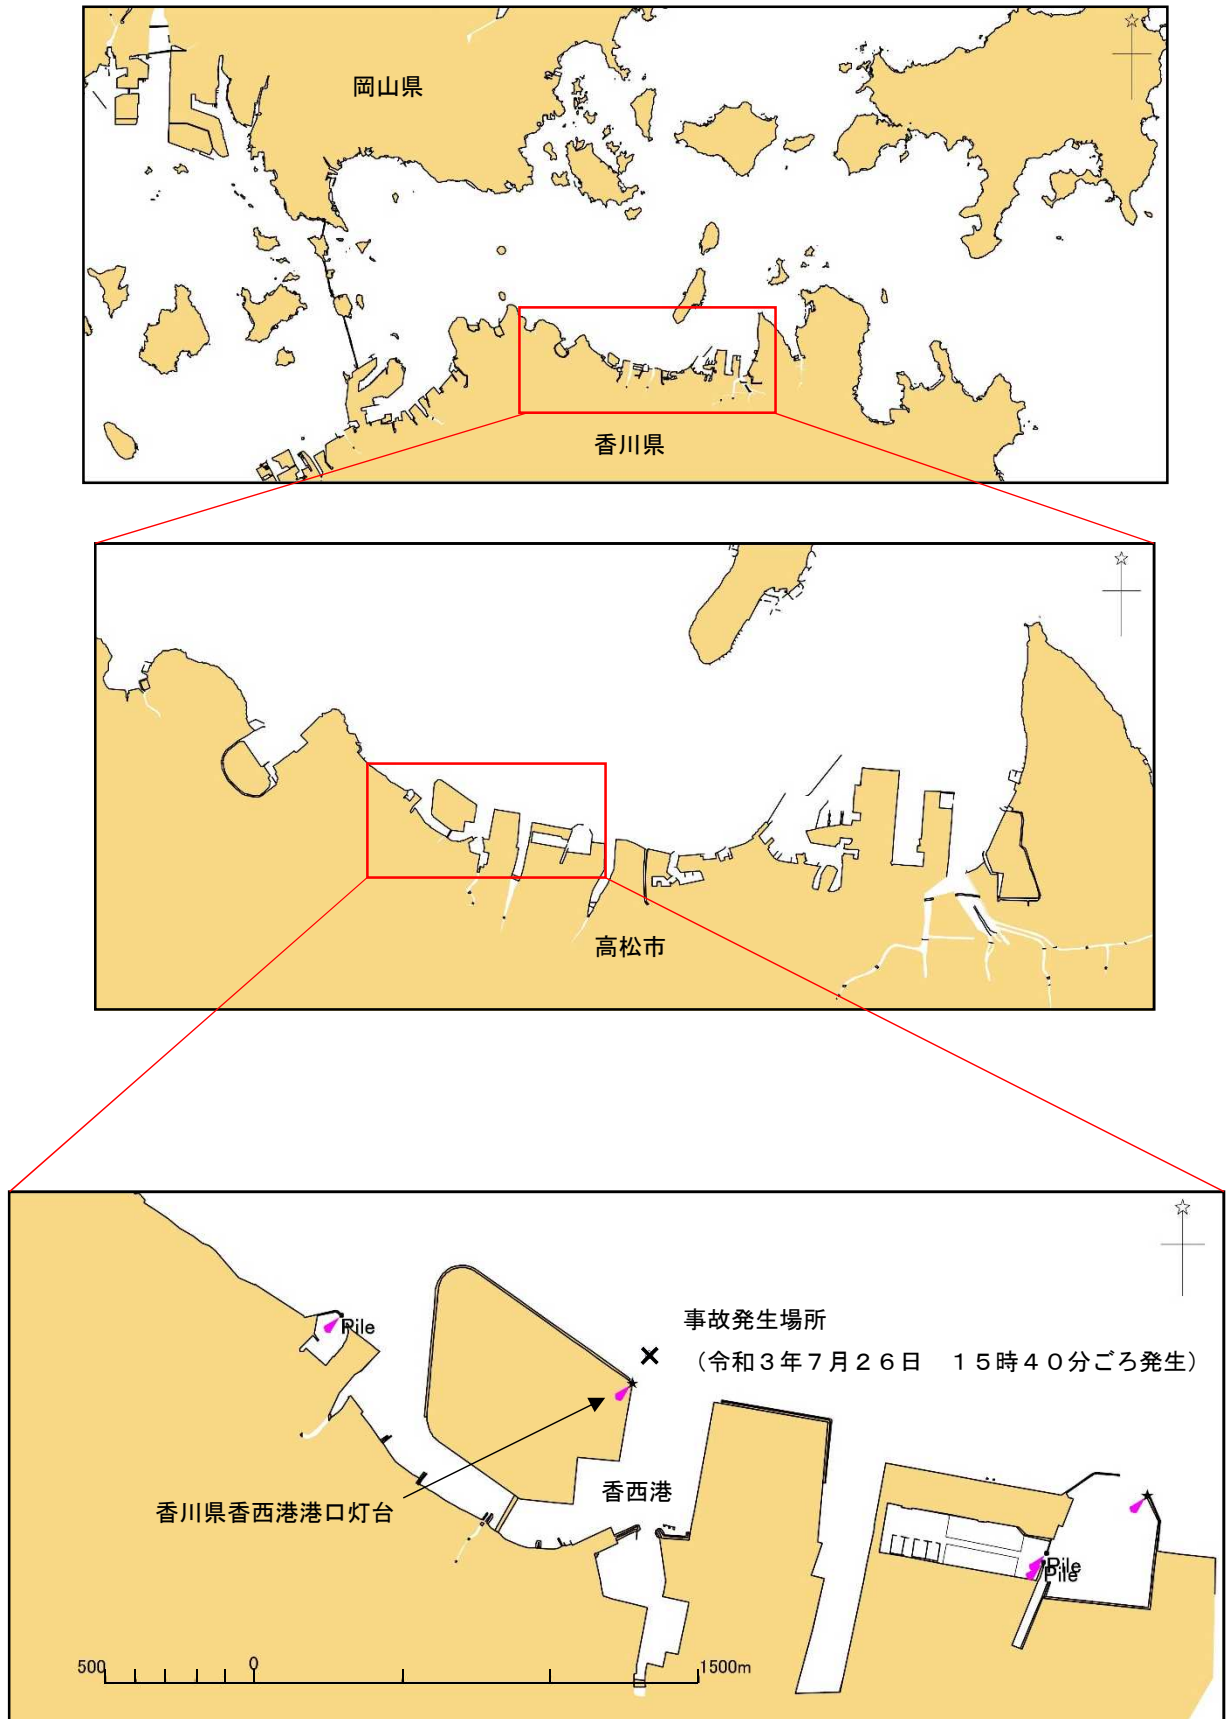 岡山県
香川県
高松市
Pile
事故発生場所
（令和３年７月２６日　１５時４０分ごろ発生）
香西港
香川県香西港港口灯台
Pile
Pile
500
0
1500m